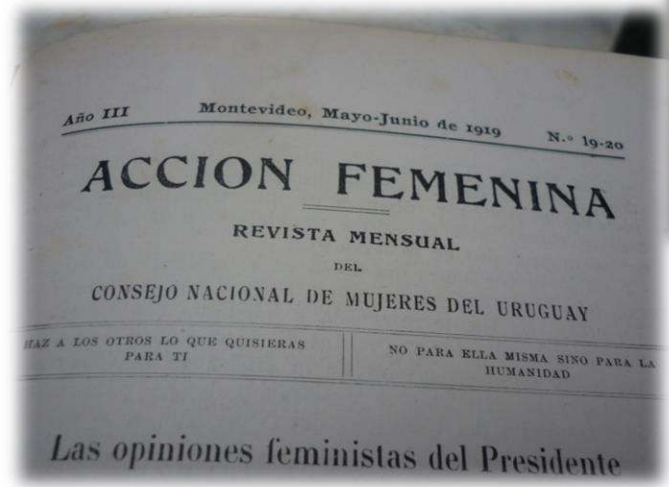 Año III Montevideo, Mayo-Junio de 1919 N.º 19-20
ACCION FEMENINA
REVISTA MENSUAL
DEL
CONSEJO NACIONAL DE MUJERES DEL URUGUAY
HAZ A LOS OTROS LO QUE QUISIERAS
PARA TI
NO PARA ELLA MISMA SINO PARA LA
HUMANIDAD
Las opiniones feministas del Presidente